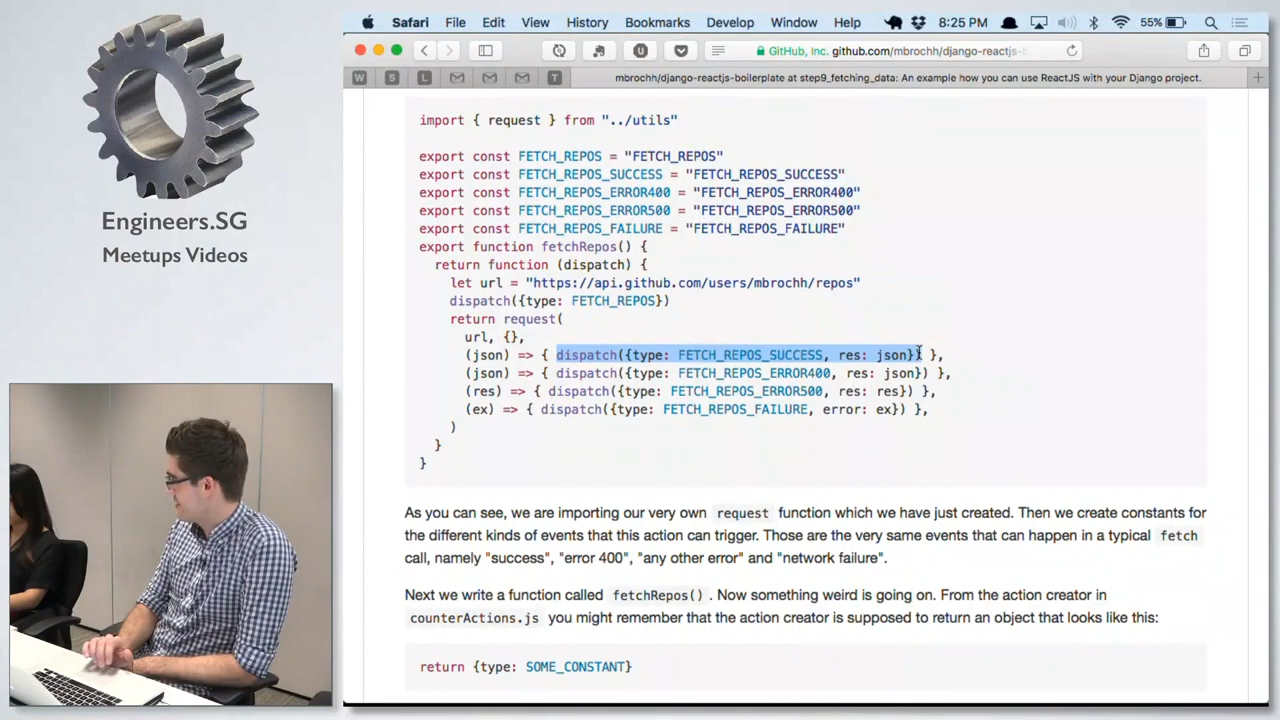 Safari File Edit View History Bookmarks Develop Window Help 8:25 PM 55%
GitHub, Inc. github.com/mbrochh/django-reactjs-b
W 5 L T mbrochh/django-reactjs-boilerplate at step9_fetching_data: An example how you can use ReactJS with your Django project.
Engineers.SG
Meetups Videos
import { request } from "../utils"
export const FETCH_REPOS = "FETCH_REPOS"
export const FETCH_REPOS_SUCCESS = "FETCH_REPOS_SUCCESS"
export const FETCH_REPOS_ERROR400 = "FETCH_REPOS_ERROR400"
export const FETCH_REPOS_ERROR500 = "FETCH_REPOS_ERROR500"
export const FETCH_REPOS_FAILURE = "FETCH_REPOS_FAILURE"
export function fetchRepos() {
return function (dispatch) {
let url = "https://api.github.com/users/mbrochh/repos"
dispatch({type: FETCH_REPOS})
return request(
url, {},
(json) => { dispatch({type: FETCH_REPOS_SUCCESS, res: json}) },
(json) => { dispatch({type: FETCH_REPOS_ERROR400, res: json}) },
(res) => { dispatch({type: FETCH_REPOS_ERROR500, res: res}) },
(ex) => { dispatch({type: FETCH_REPOS_FAILURE, error: ex}) },
)
}
}
As you can see, we are importing our very own request function which we have just created. Then we create constants for
the different kinds of events that this action can trigger. Those are the very same events that can happen in a typical fetch
call, namely "success", "error 400", "any other error" and "network failure".
Next we write a function called fetchRepos() . Now something weird is going on. From the action creator in
counterActions.js you might remember that the action creator is supposed to return an object that looks like this:
return {type: SOME_CONSTANT}